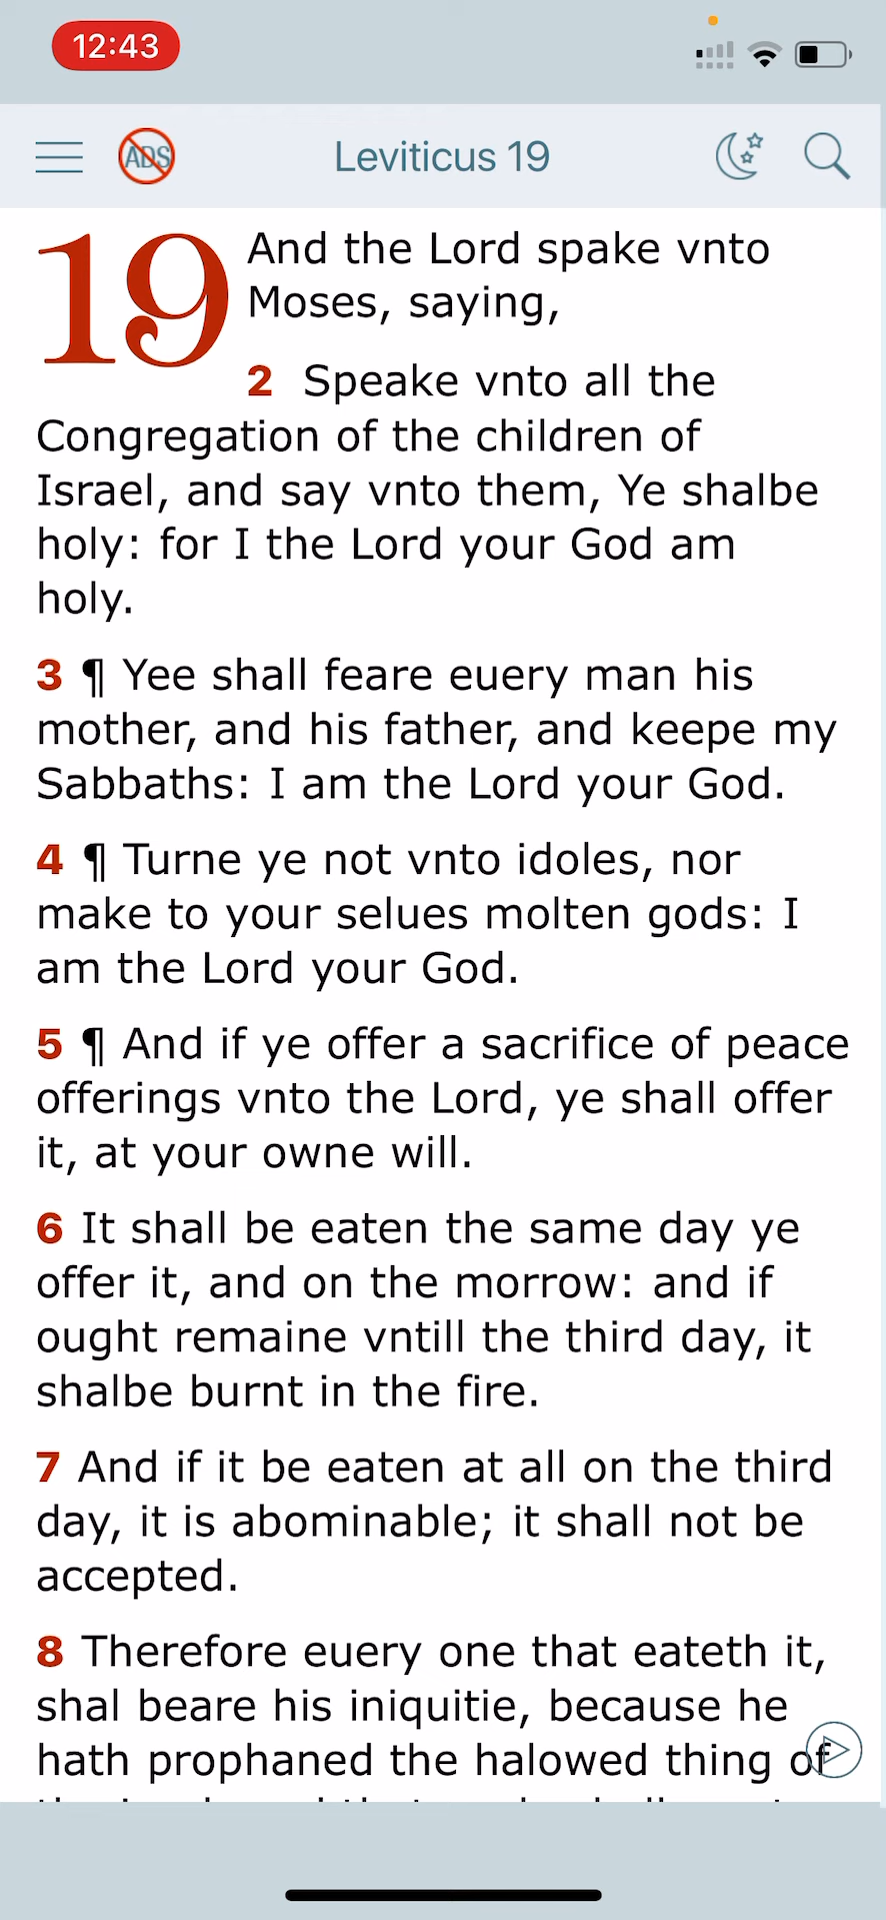 12:43
ADS
Leviticus 19
19 And the Lord spake vnto
Moses, saying,
2 Speake vnto all the
Congregation of the children of
Israel, and say vnto them, Ye shalbe
holy: for I the Lord your God am
holy.
3 ¶ Yee shall feare euery man his
mother, and his father, and keepe my
Sabbaths: I am the Lord your God.
4 ¶ Turne ye not vnto idoles, nor
make to your selues molten gods: I
am the Lord your God.
5 ¶ And if ye offer a sacrifice of peace
offerings vnto the Lord, ye shall offer
it, at your owne will.
6 It shall be eaten the same day ye
offer it, and on the morrow: and if
ought remaine vntill the third day, it
shalbe burnt in the fire.
7 And if it be eaten at all on the third
day, it is abominable; it shall not be
accepted.
8 Therefore euery one that eateth it,
shal beare his iniquitie, because he
hath prophaned the halowed thing of